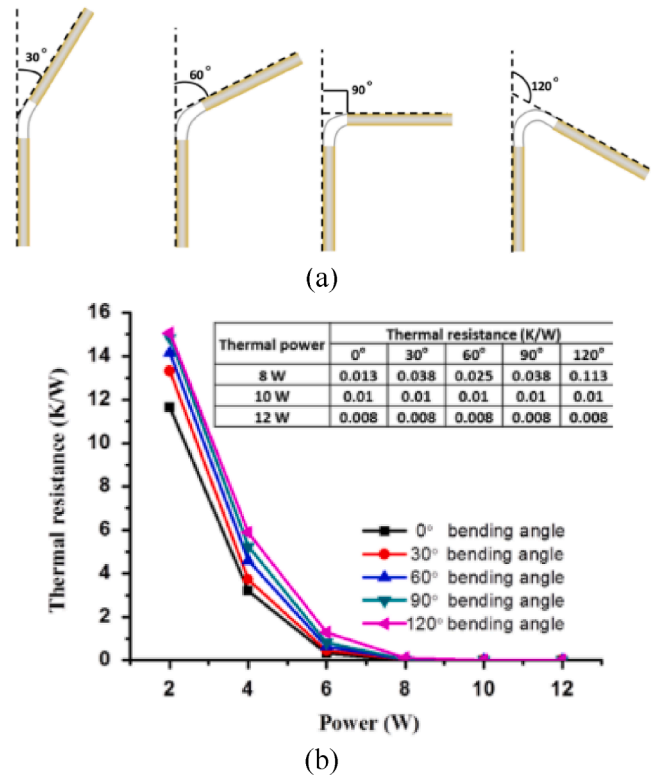 30°
60°
90°
120°
(a)
Thermal resistance (K/W)
16
14
12
10
8
6
4
2
0
Thermal power
Thermal resistance (K/W)
0° 30° 60° 90° 120°
8 W 0.013 0.038 0.025 0.038 0.113
10 W 0.01 0.01 0.01 0.01 0.01
12 W 0.008 0.008 0.008 0.008 0.008
0° bending angle
30° bending angle
60° bending angle
90° bending angle
120° bending angle
2 4 6 8 10 12
Power (W)
(b)